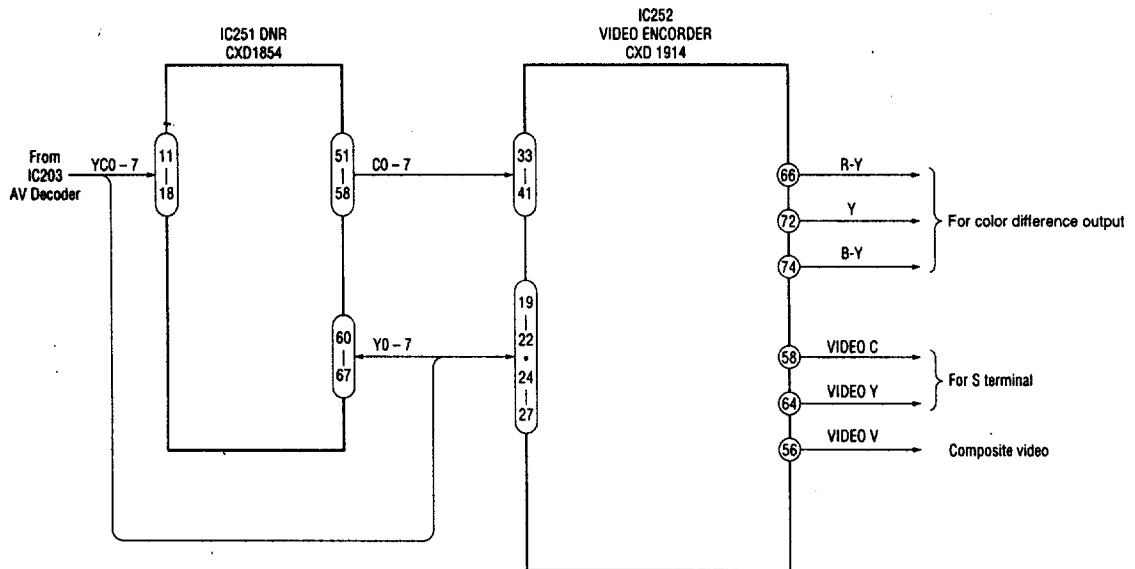 IC251 DNR
CXD1854
IC252
VIDEO ENCORDER
CXD 1914
From
IC203
AV Decoder
YC0 – 7
11
18
51
58
C0 – 7
33
41
60
67
Y0 – 7
19
22
24
27
66
R-Y
72
Y
74
B-Y
For color difference output
58
VIDEO C
64
VIDEO Y
For S terminal
56
VIDEO V
Composite video